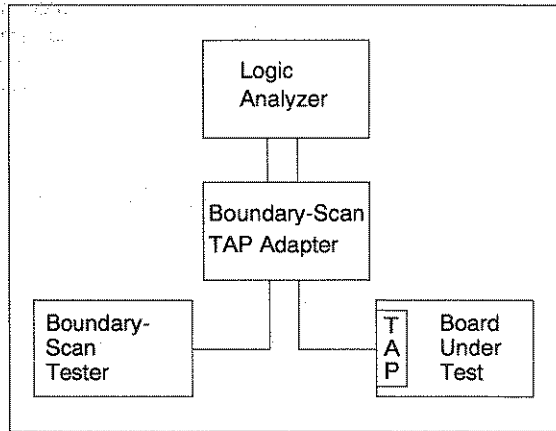 Logic
Analyzer
Boundary-Scan
TAP Adapter
Boundary-
Scan
Tester
T
A
P
Board
Under
Test